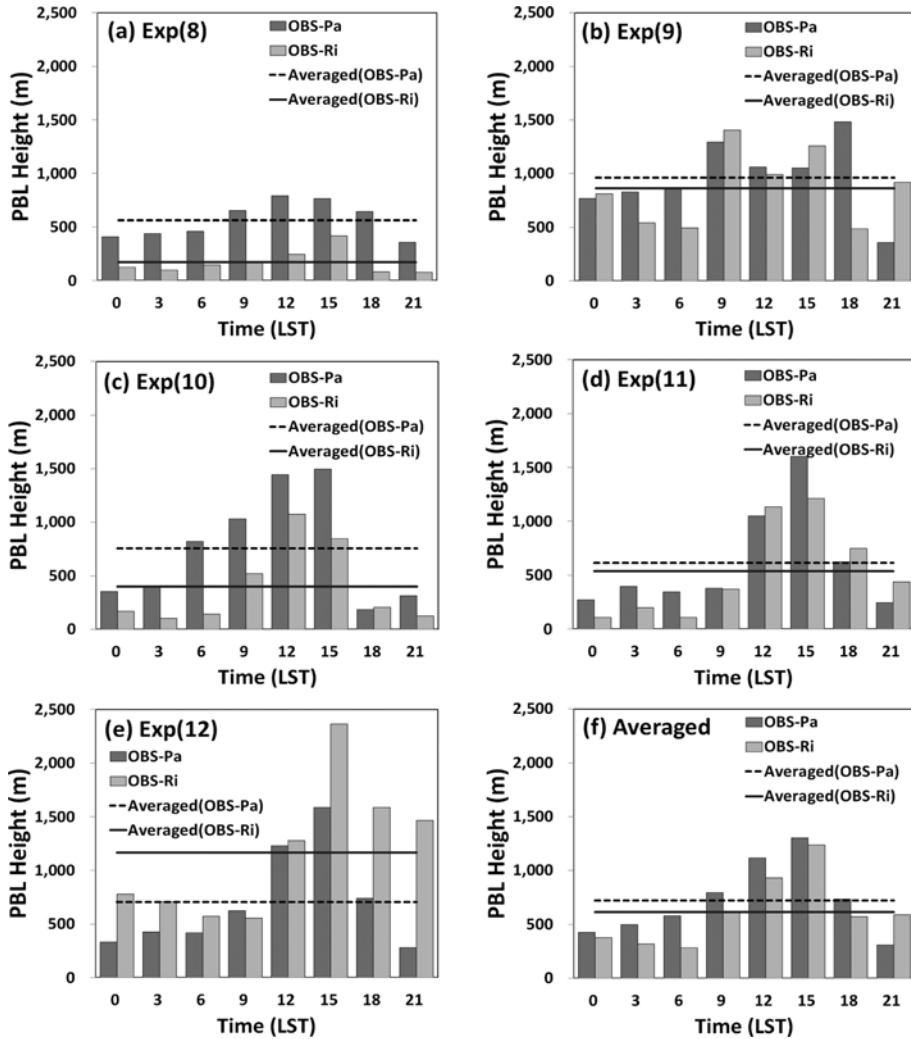 (a) Exp(8)
OBS-Pa
OBS-Ri
Averaged(OBS-Pa)
Averaged(OBS-Ri)
PBL Height (m)
2,500
2,000
1,500
1,000
500
0
0 3 6 9 12 15 18 21
Time (LST)
(b) Exp(9)
OBS-Pa
OBS-Ri
Averaged(OBS-Pa)
Averaged(OBS-Ri)
PBL Height (m)
2,500
2,000
1,500
1,000
500
0
0 3 6 9 12 15 18 21
Time (LST)
(c) Exp(10)
OBS-Pa
OBS-Ri
Averaged(OBS-Pa)
Averaged(OBS-Ri)
PBL Height (m)
2,500
2,000
1,500
1,000
500
0
0 3 6 9 12 15 18 21
Time (LST)
(d) Exp(11)
OBS-Pa
OBS-Ri
Averaged(OBS-Pa)
Averaged(OBS-Ri)
PBL Height (m)
2,500
2,000
1,500
1,000
500
0
0 3 6 9 12 15 18 21
Time (LST)
(e) Exp(12)
OBS-Pa
OBS-Ri
Averaged(OBS-Pa)
Averaged(OBS-Ri)
PBL Height (m)
2,500
2,000
1,500
1,000
500
0
0 3 6 9 12 15 18 21
Time (LST)
(f) Averaged
OBS-Pa
OBS-Ri
Averaged(OBS-Pa)
Averaged(OBS-Ri)
PBL Height (m)
2,500
2,000
1,500
1,000
500
0
0 3 6 9 12 15 18 21
Time (LST)